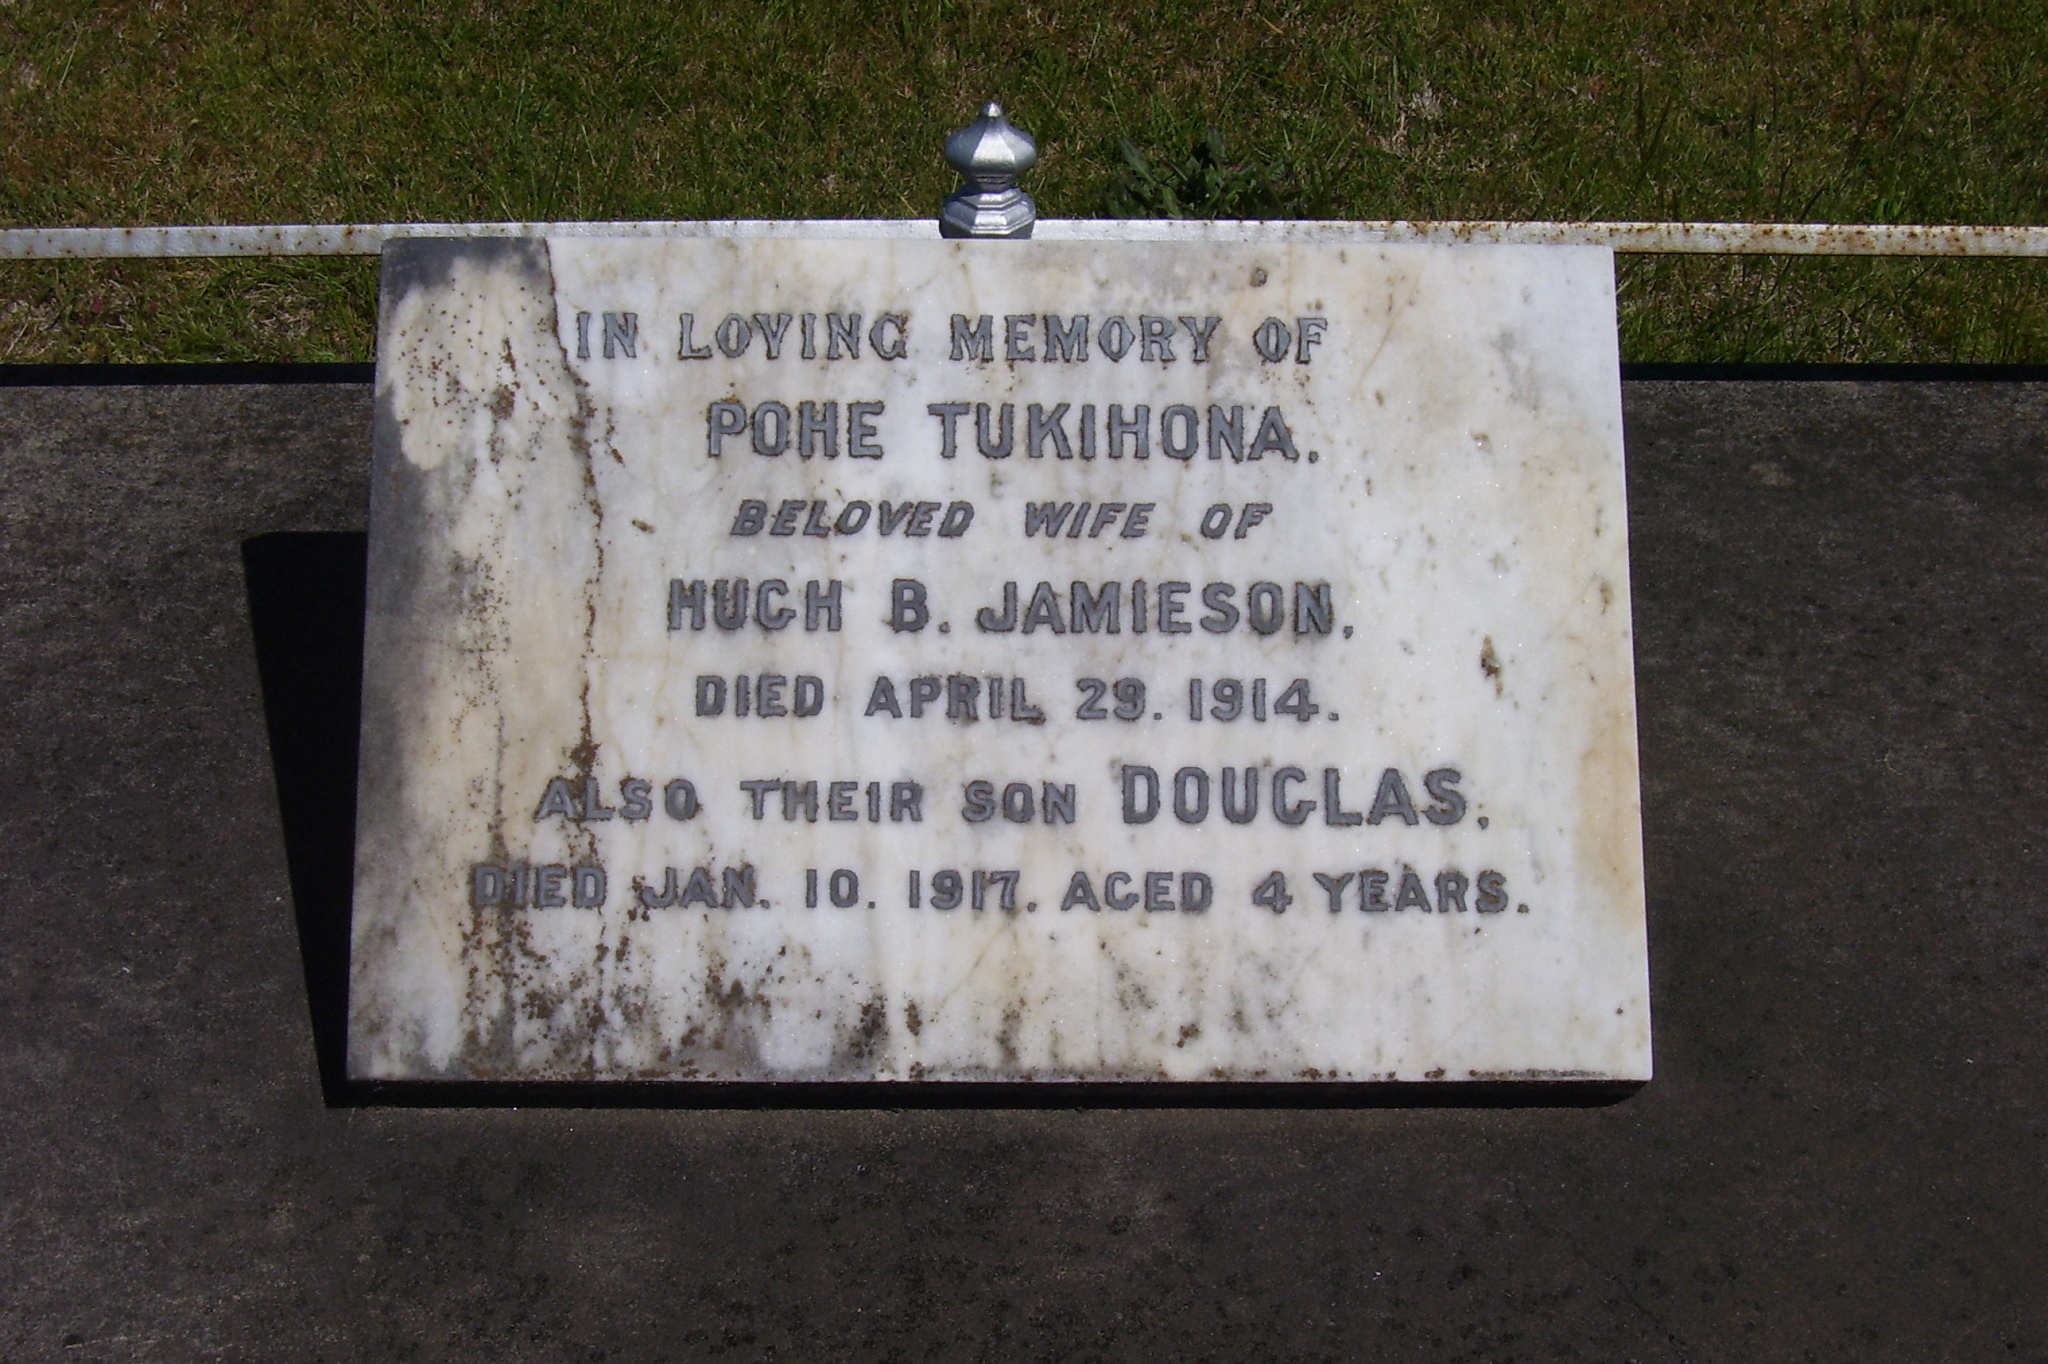 IN LOVING MEMORY OF
POHE TUKIHONA.
BELOVED WIFE OF
HUGH B. JAMIESON,
DIED APRIL 29. 1914.
ALSO THEIR SON DOUGLAS,
DIED JAN. 10. 1917. AGED 4 YEARS.